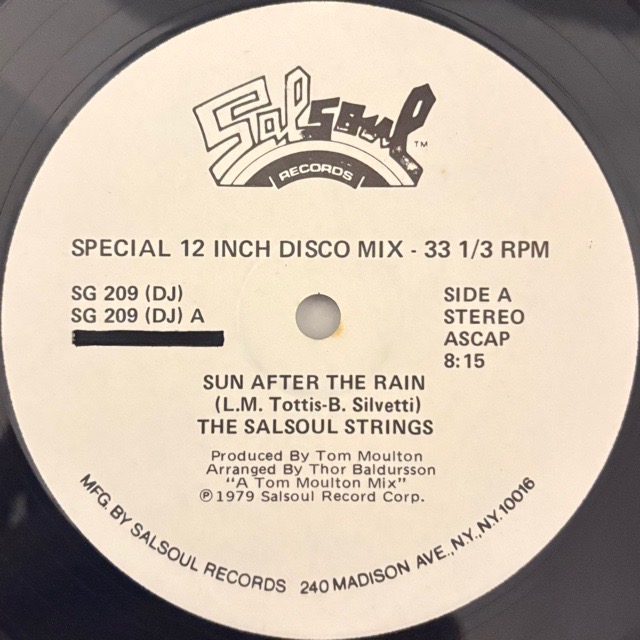 Salsoul TM
RECORDS
SPECIAL 12 INCH DISCO MIX - 33 1/3 RPM
SG 209 (DJ)
SG 209 (DJ) A
SIDE A
STEREO
ASCAP
8:15
SUN AFTER THE RAIN
(L.M. Tottis-B. Silvetti)
THE SALSOUL STRINGS
Produced By Tom Moulton
Arranged By Thor Baldursson
"A Tom Moulton Mix"
℗ 1979 Salsoul Record Corp.
MFG. BY SALSOUL RECORDS 240 MADISON AVE., N.Y., N.Y. 10016